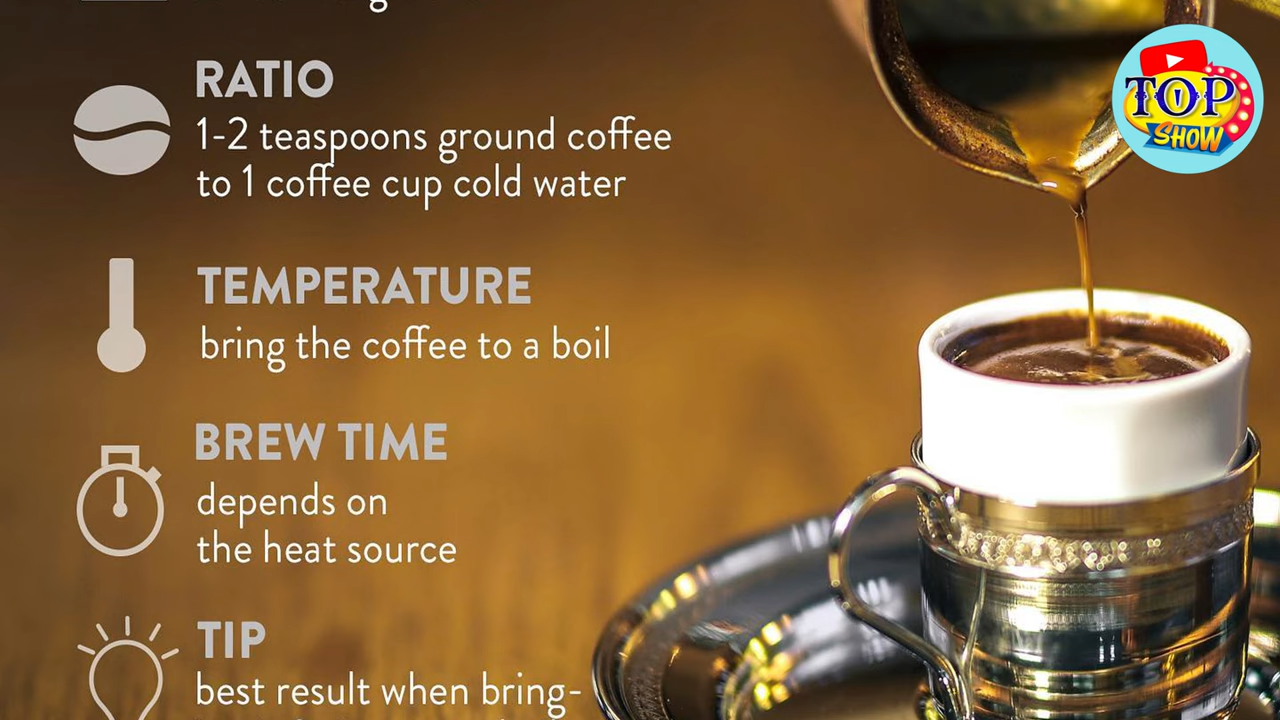 RATIO
1-2 teaspoons ground coffee
to 1 coffee cup cold water
TEMPERATURE
bring the coffee to a boil
BREW TIME
depends on
the heat source
TIP
best result when bring-
TOP
SHOW